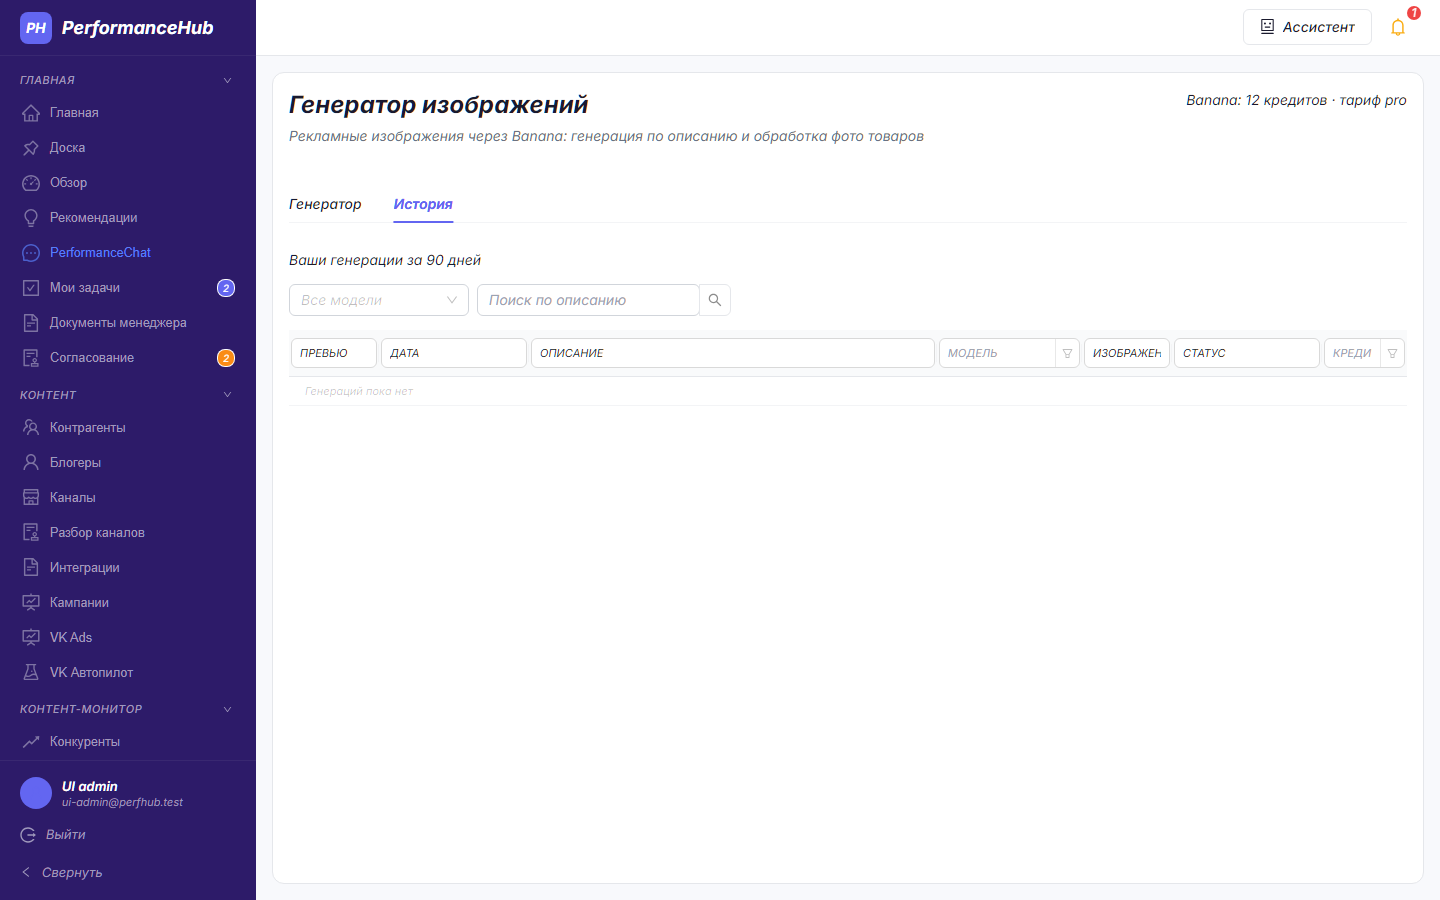 PH PerformanceHub
Ассистент
1
ГЛАВНАЯ
Главная
Доска
Обзор
Рекомендации
PerformanceChat
Мои задачи 2
Документы менеджера
Согласование 2
КОНТЕНТ
Контрагенты
Блогеры
Каналы
Разбор каналов
Интеграции
Кампании
VK Ads
VK Автопилот
КОНТЕНТ-МОНИТОР
Конкуренты
UI admin
ui-admin@perfhub.test
Выйти
Свернуть
Генератор изображений
Banana: 12 кредитов · тариф pro
Рекламные изображения через Banana: генерация по описанию и обработка фото товаров
Генератор История
Ваши генерации за 90 дней
Все модели Поиск по описанию
ПРЕВЬЮ ДАТА ОПИСАНИЕ МОДЕЛЬ ИЗОБРАЖЕН СТАТУС КРЕДИ
Генераций пока нет